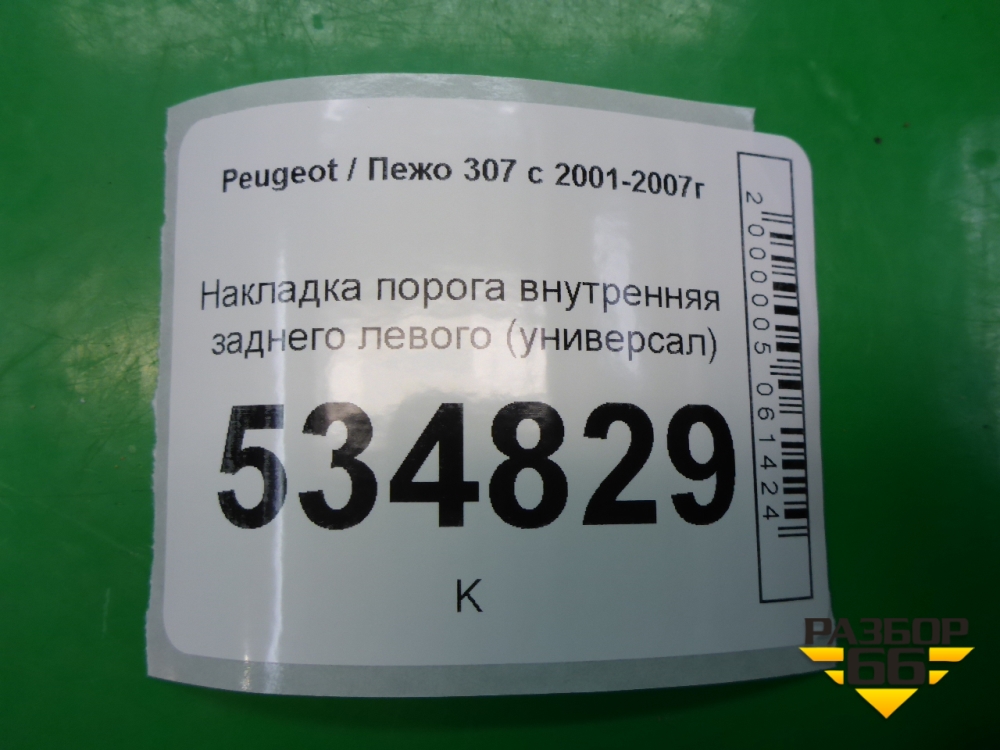 Peugeot / Пежо 307 с 2001-2007г
Накладка порога внутренняя
заднего левого (универсал)
534829
К
2000005061424
РАЗБОР
66